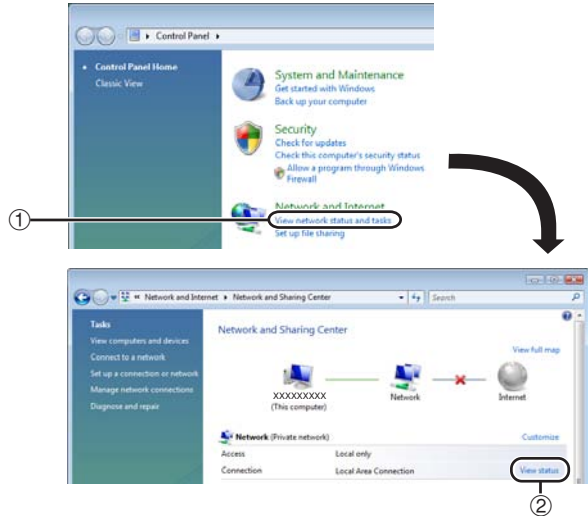 Control Panel
Control Panel Home
Classic View
System and Maintenance
Get started with Windows
Back up your computer
Security
Check for updates
Check this computer's security status
Allow a program through Windows
Firewall
①
Network and Internet
View network status and tasks
Set up file sharing
« Network and Internet ▸ Network and Sharing Center
Search
Tasks
View computers and devices
Connect to a network
Set up a connection or network
Manage network connections
Diagnose and repair
Network and Sharing Center
View full map
XXXXXXXXX
(This computer)
Network
Internet
Network (Private network)
Customize
Access Local only
Connection Local Area Connection View status
②